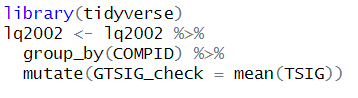 library(tidyverse)
lq2002 <- lq2002 %>%
  group_by(COMPID) %>%
  mutate(GTSIG_check = mean(TSIG))